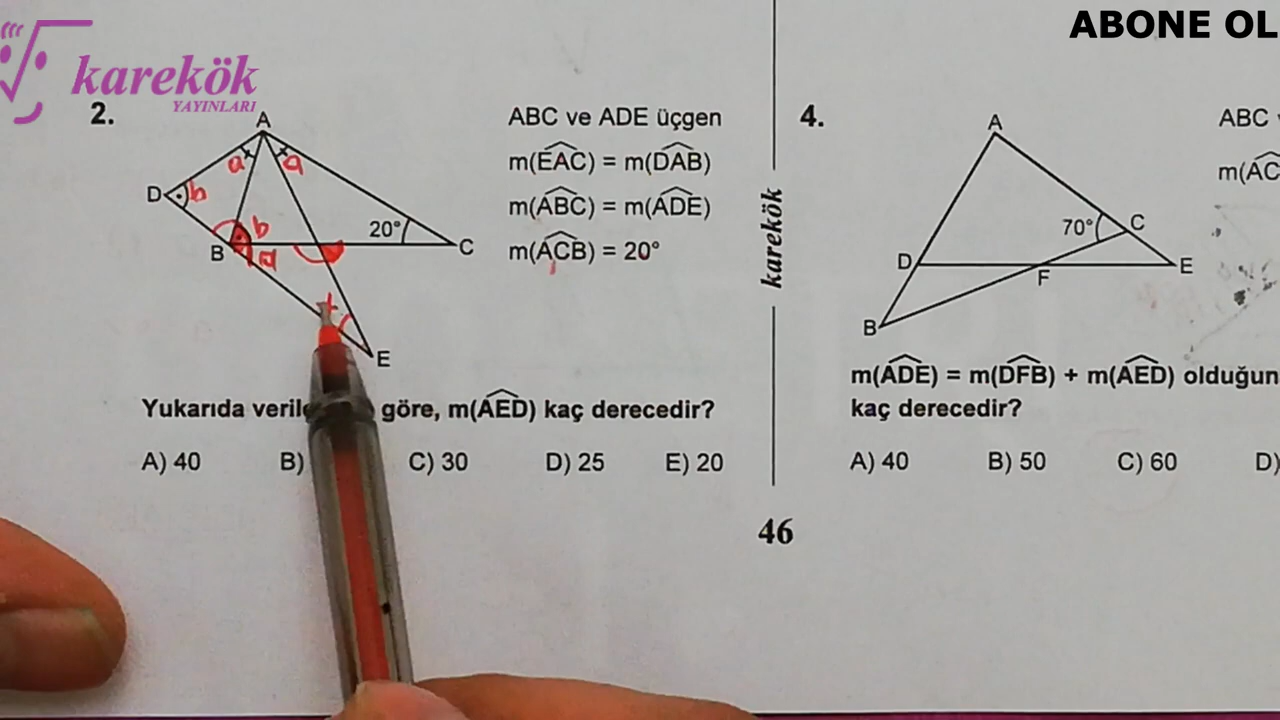 ABONE OL
karekök
YAYINLARI
2.
A
D
B
C
E
20°
a
a
b
b
a
ABC ve ADE üçgen
m(EAC) = m(DAB)
m(ABC) = m(ADE)
m(ACB) = 20°
göre, m(AED) kaç derecedir?
Yukarıda
A) 40
B)
C) 30
D) 25
E) 20
karekök
46
4.
A
C
70°
D
F
E
B
ABC
m(AED) olduğun
m(ADE) = m(DFB) +
kaç derecedir?
A) 40
B) 50
C) 60
D)